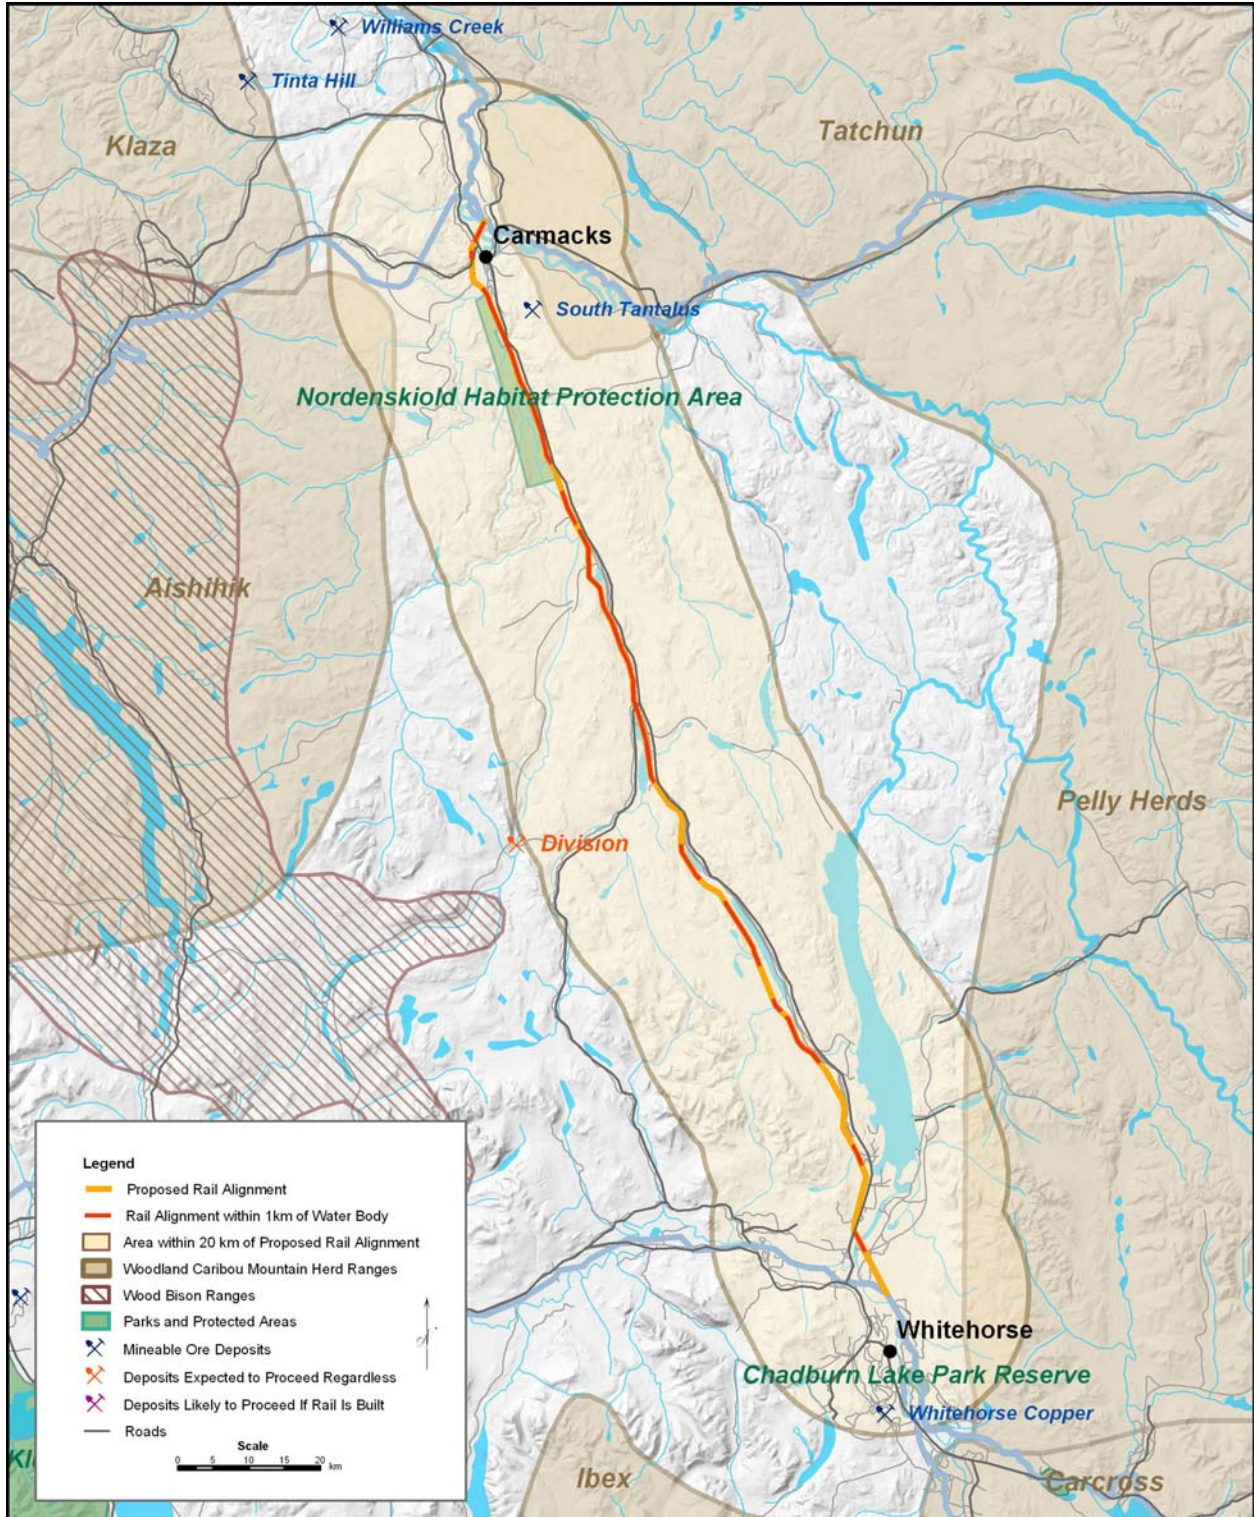 Williams Creek
Tinta Hill
Klaza
Tatchun
Carmacks
South Tantalus
Nordenskiold Habitat Protection Area
Aishihik
Pelly Herds
Division
Legend
Proposed Rail Alignment
Rail Alignment within 1km of Water Body
Area within 20 km of Proposed Rail Alignment
Woodland Caribou Mountain Herd Ranges
Wood Bison Ranges
Parks and Protected Areas
Mineable Ore Deposits
Deposits Expected to Proceed Regardless
Deposits Likely to Proceed If Rail Is Built
Roads
Scale
0 5 10 15 20
km
Whitehorse
Chadburn Lake Park Reserve
Whitehorse Copper
Ibex
Carcross